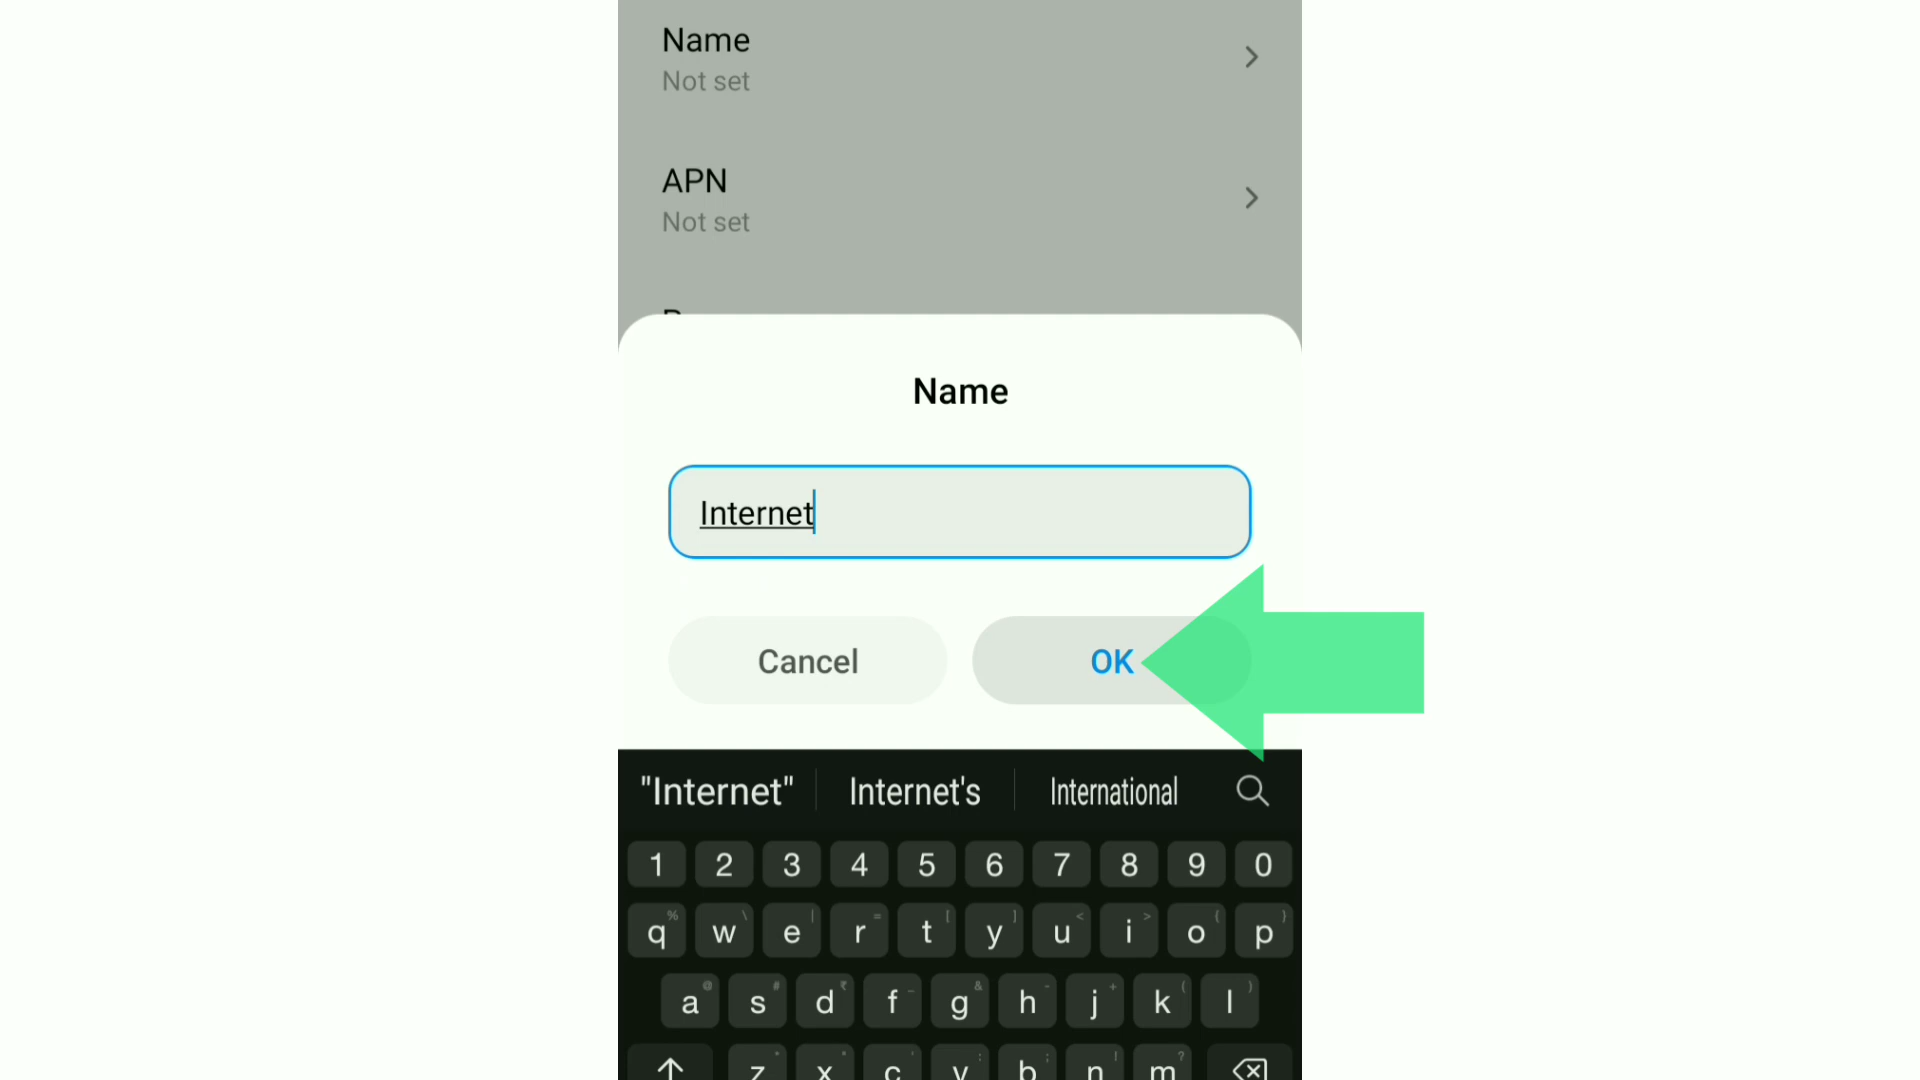 Name
Not set
APN
Not set
Name
Internet
Cancel OK
"Internet" Internet's International
1 2 3 4 5 6 7 8 9 0
q w e r t y u i o p
a s d f g h j k l
z x c v b n m